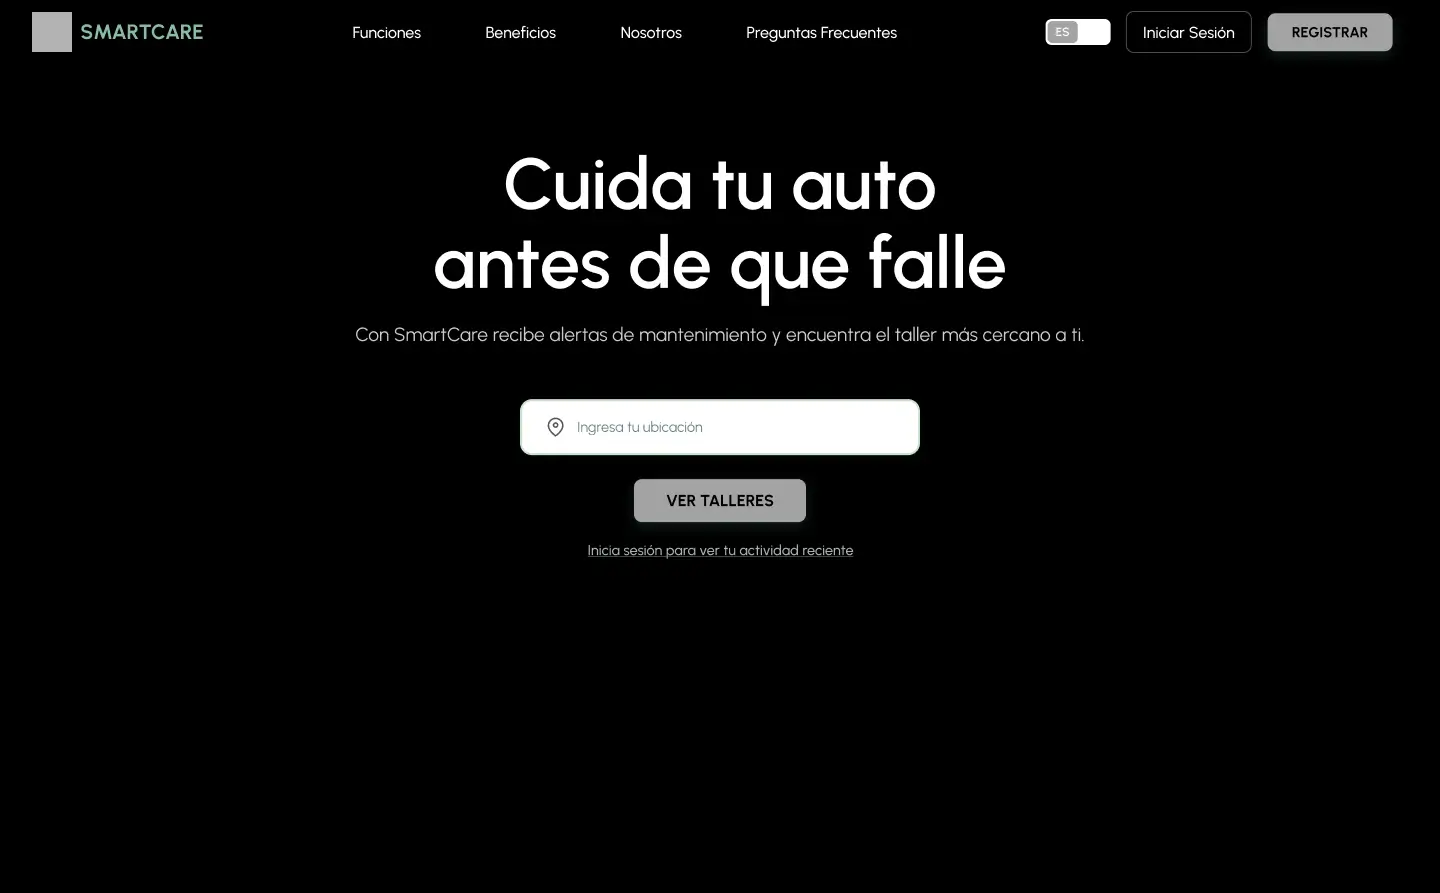 SMARTCARE
Funciones
Beneficios
Nosotros
Preguntas Frecuentes
ES
Iniciar Sesión
REGISTRAR
Cuida tu auto
antes de que falle
Con SmartCare recibe alertas de mantenimiento y encuentra el taller más cercano a ti.
Ingresa tu ubicación
VER TALLERES
Inicia sesión para ver tu actividad reciente